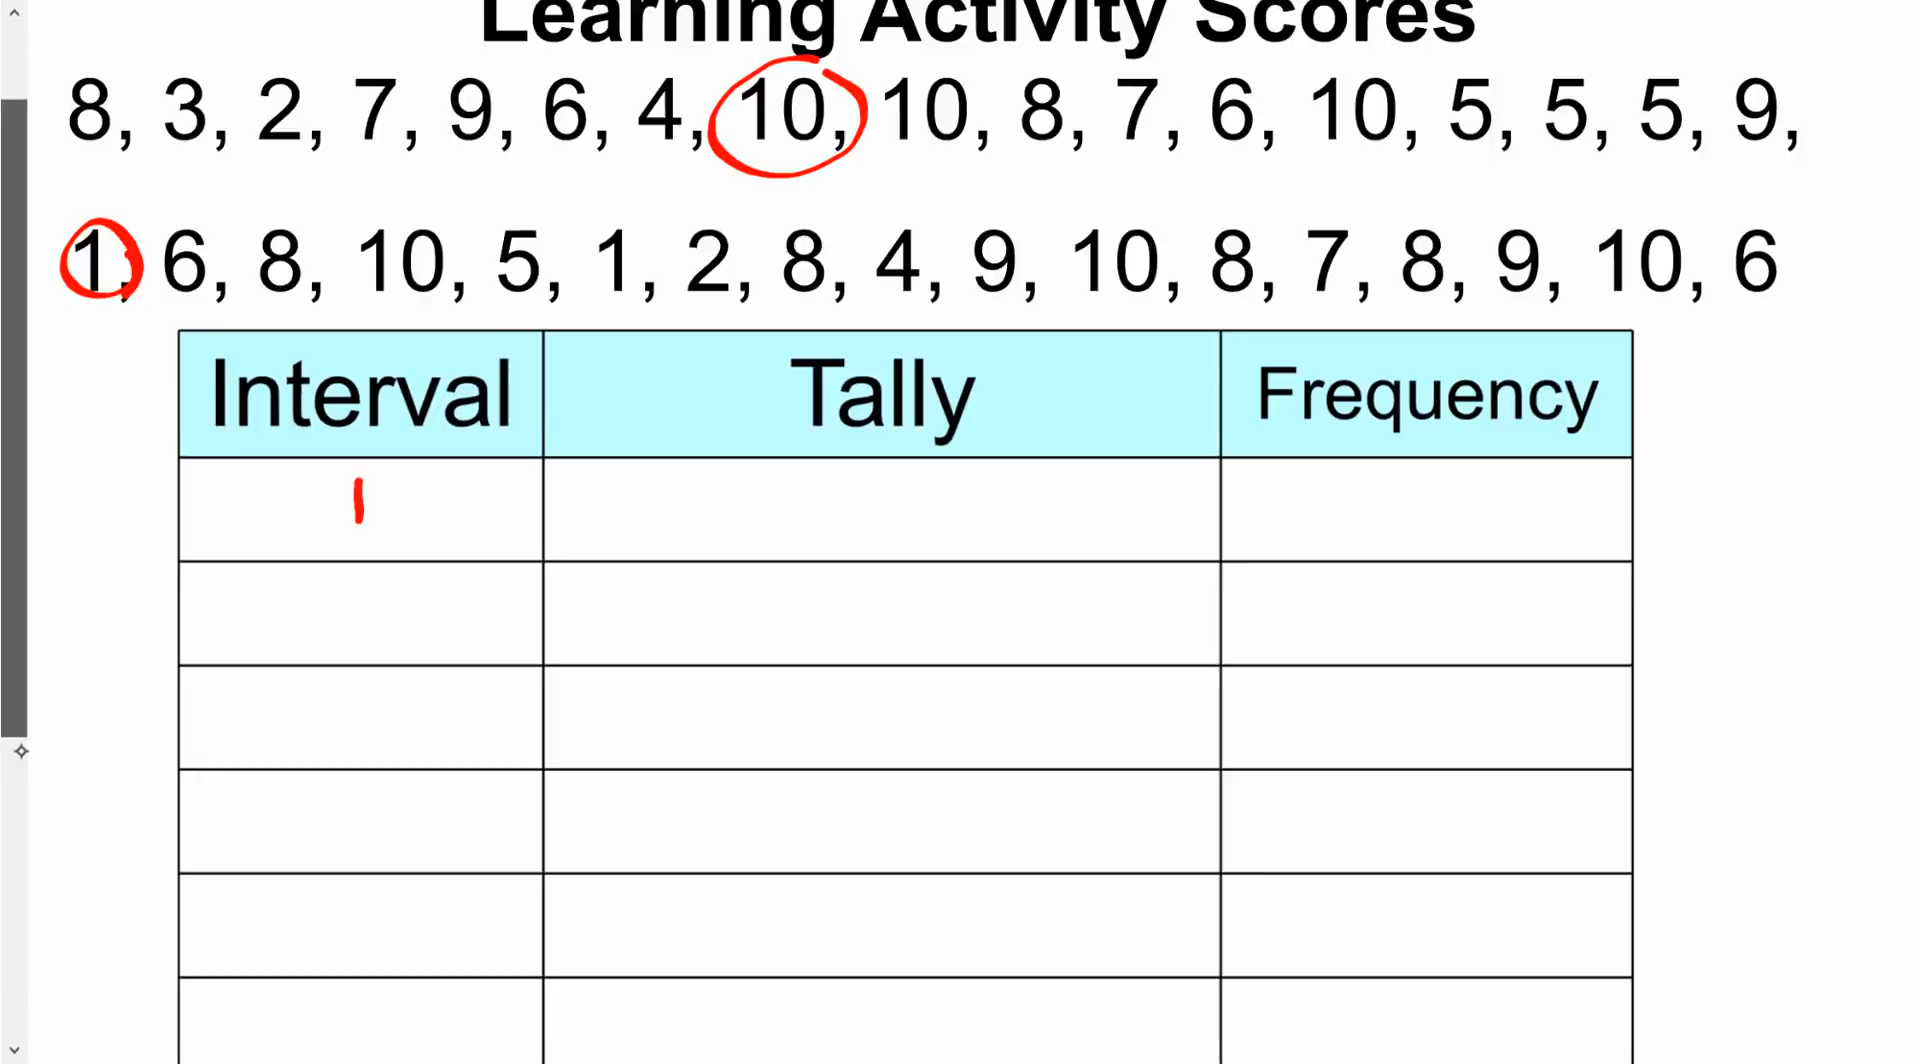 Learning Activity Scores
8, 3, 2, 7, 9, 6, 4, 10, 10, 8, 7, 6, 10, 5, 5, 5, 9,
1, 6, 8, 10, 5, 1, 2, 8, 4, 9, 10, 8, 7, 8, 9, 10, 6
Interval Tally Frequency
1